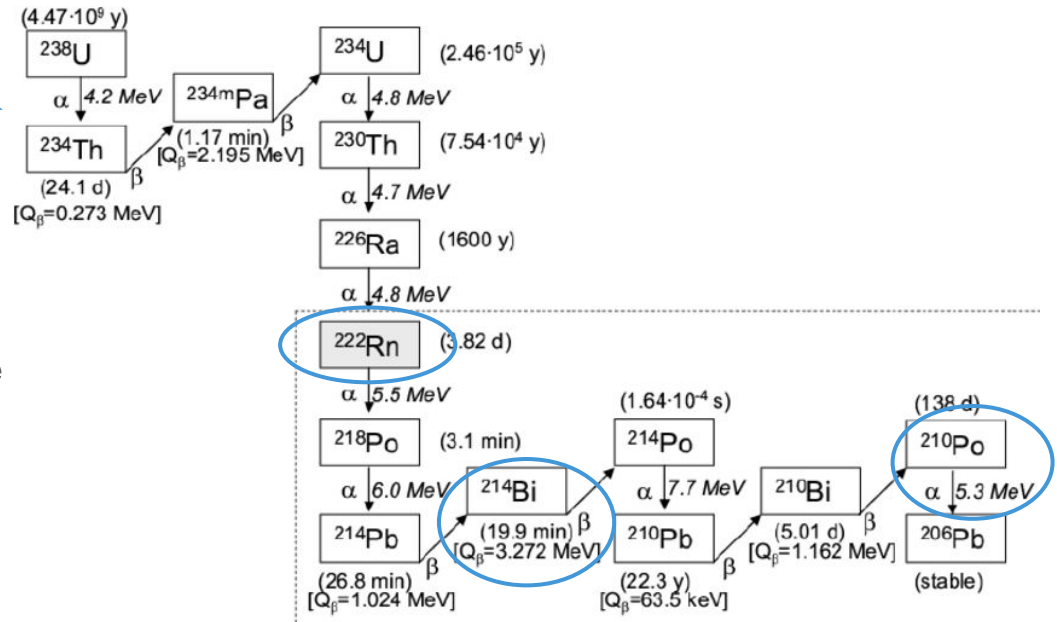 (4.47·10⁹ y)
²³⁸U
α 4.2 MeV
²³⁴Th
(24.1 d)
[Qᵦ=0.273 MeV]
β
²³⁴ᵐPa
(1.17 min)
[Qᵦ=2.195 MeV]
β
²³⁴U
(2.46·10⁵ y)
α 4.8 MeV
²³⁰Th
(7.54·10⁴ y)
α 4.7 MeV
²²⁶Ra
(1600 y)
α 4.8 MeV
²²²Rn
(3.82 d)
e
α 5.5 MeV
²¹⁸Po
(3.1 min)
α 6.0 MeV
²¹⁴Pb
(26.8 min)
[Qᵦ=1.024 MeV]
β
²¹⁴Bi
(19.9 min)
[Qᵦ=3.272 MeV]
β
(1.64·10⁻⁴ s)
²¹⁴Po
α 7.7 MeV
²¹⁰Pb
(22.3 y)
[Qᵦ=63.5 keV]
β
²¹⁰Bi
(5.01 d)
[Qᵦ=1.162 MeV]
β
(138 d)
²¹⁰Po
α 5.3 MeV
²⁰⁶Pb
(stable)